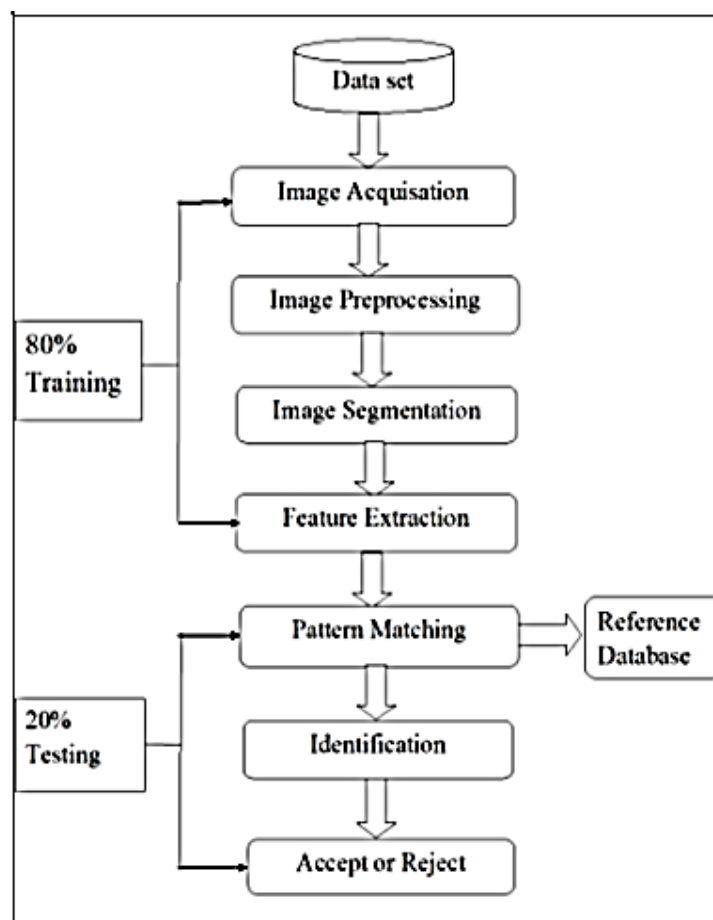 Data set
Image Acquisation
Image Preprocessing
80%
Training
Image Segmentation
Feature Extraction
Pattern Matching
Reference
Database
20%
Testing
Identification
Accept or Reject